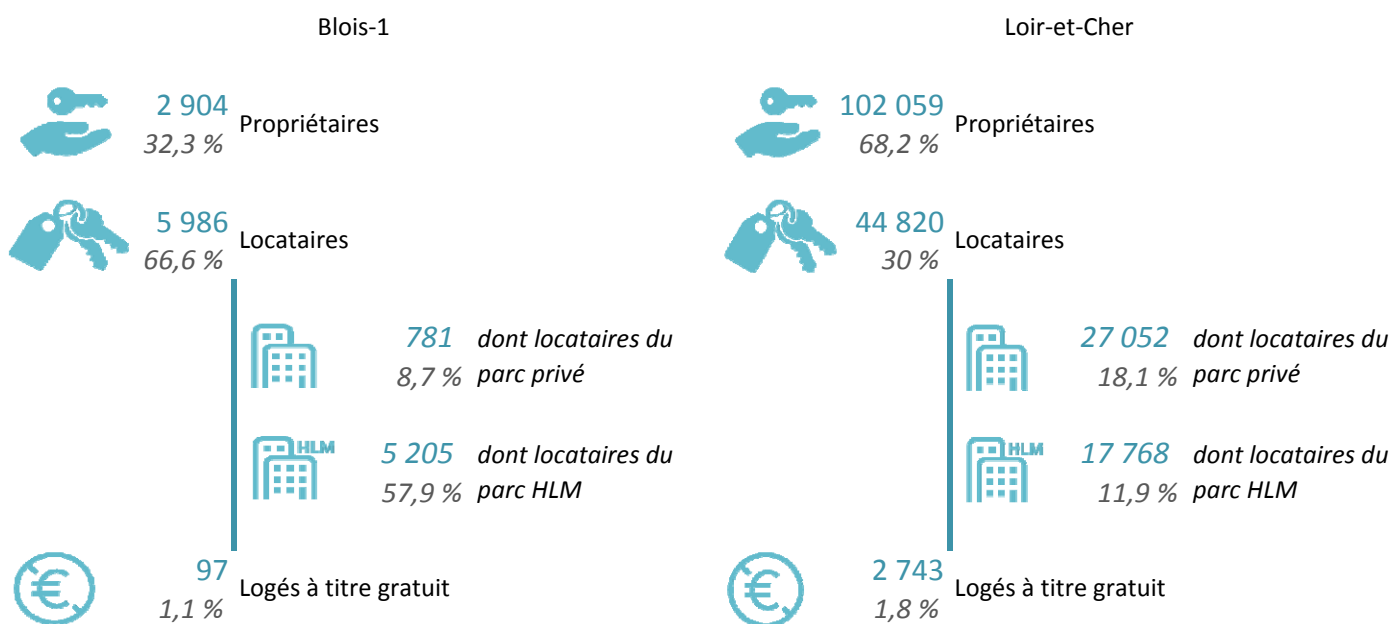 Blois-1
2 904
32,3 %
Propriétaires
5 986
66,6 %
Locataires
781
8,7 %
dont locataires du
parc privé
HLM
5 205
57,9 %
dont locataires du
parc HLM
€
97
1,1 %
Logés à titre gratuit
Loir-et-Cher
102 059
68,2 %
Propriétaires
44 820
30 %
Locataires
27 052
18,1 %
dont locataires du
parc privé
HLM
17 768
11,9 %
dont locataires du
parc HLM
€
2 743
1,8 %
Logés à titre gratuit